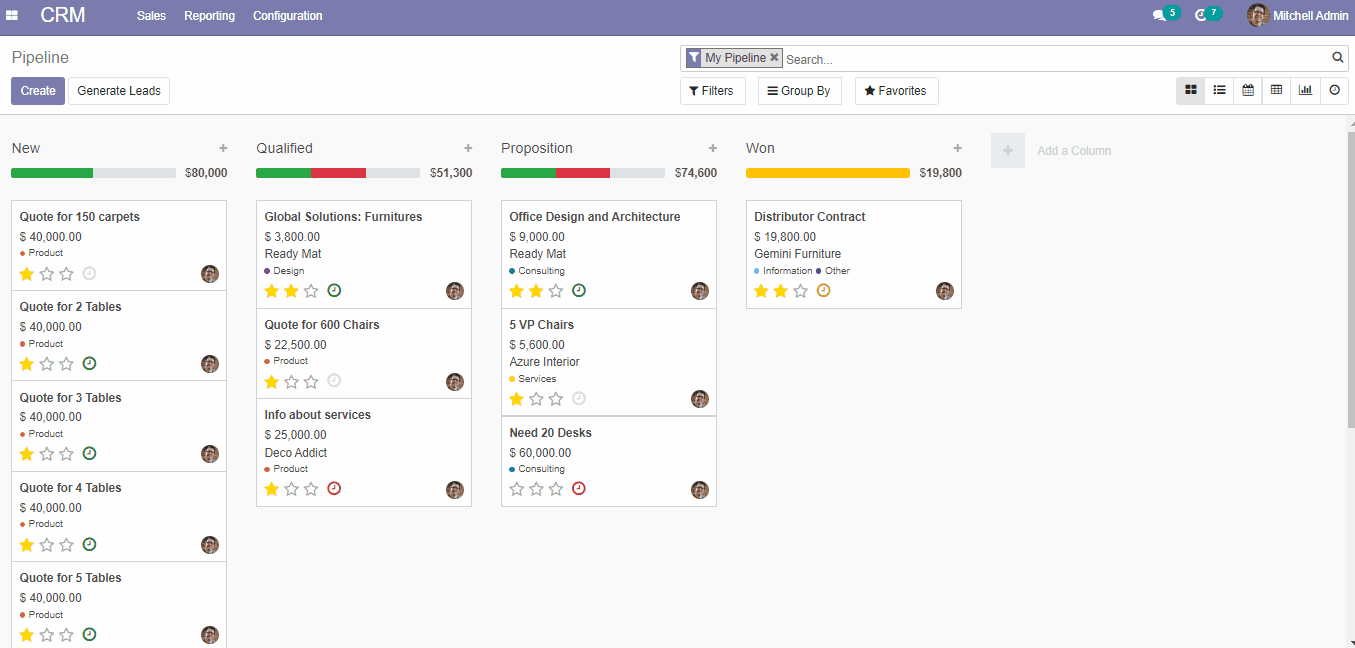 CRM Sales Reporting Configuration 5 7 Mitchell Admin
Pipeline
My Pipeline Search...
Create Generate Leads
Filters Group By Favorites
New
$80,000
Quote for 150 carpets
$ 40,000.00
Product
Quote for 2 Tables
$ 40,000.00
Product
Quote for 3 Tables
$ 40,000.00
Product
Quote for 4 Tables
$ 40,000.00
Product
Quote for 5 Tables
$ 40,000.00
Product
Qualified
$51,300
Global Solutions: Furnitures
$ 3,800.00
Ready Mat
Design
Quote for 600 Chairs
$ 22,500.00
Product
Info about services
$ 25,000.00
Deco Addict
Product
Proposition
$74,600
Office Design and Architecture
$ 9,000.00
Ready Mat
Consulting
5 VP Chairs
$ 5,600.00
Azure Interior
Services
Need 20 Desks
$ 60,000.00
Consulting
Won
$19,800
Distributor Contract
$ 19,800.00
Gemini Furniture
Information Other
Add a Column